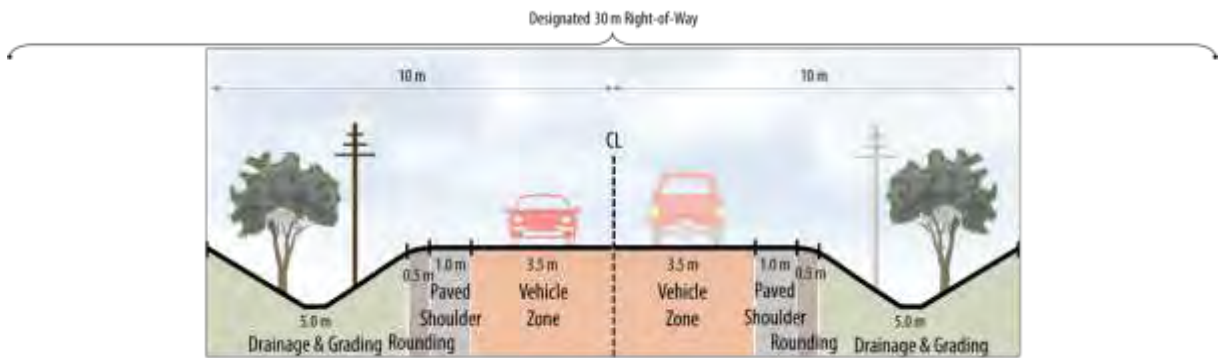 Designated 30 m Right-of-Way
10 m
10 m
CL
0.5 m
1.0 m
3.5 m
3.5 m
1.0 m
0.5 m
Paved
Shoulder
Vehicle
Zone
Vehicle
Zone
Paved
Shoulder
5.0 m
Drainage & Grading
Rounding
Rounding
5.0 m
Drainage & Grading